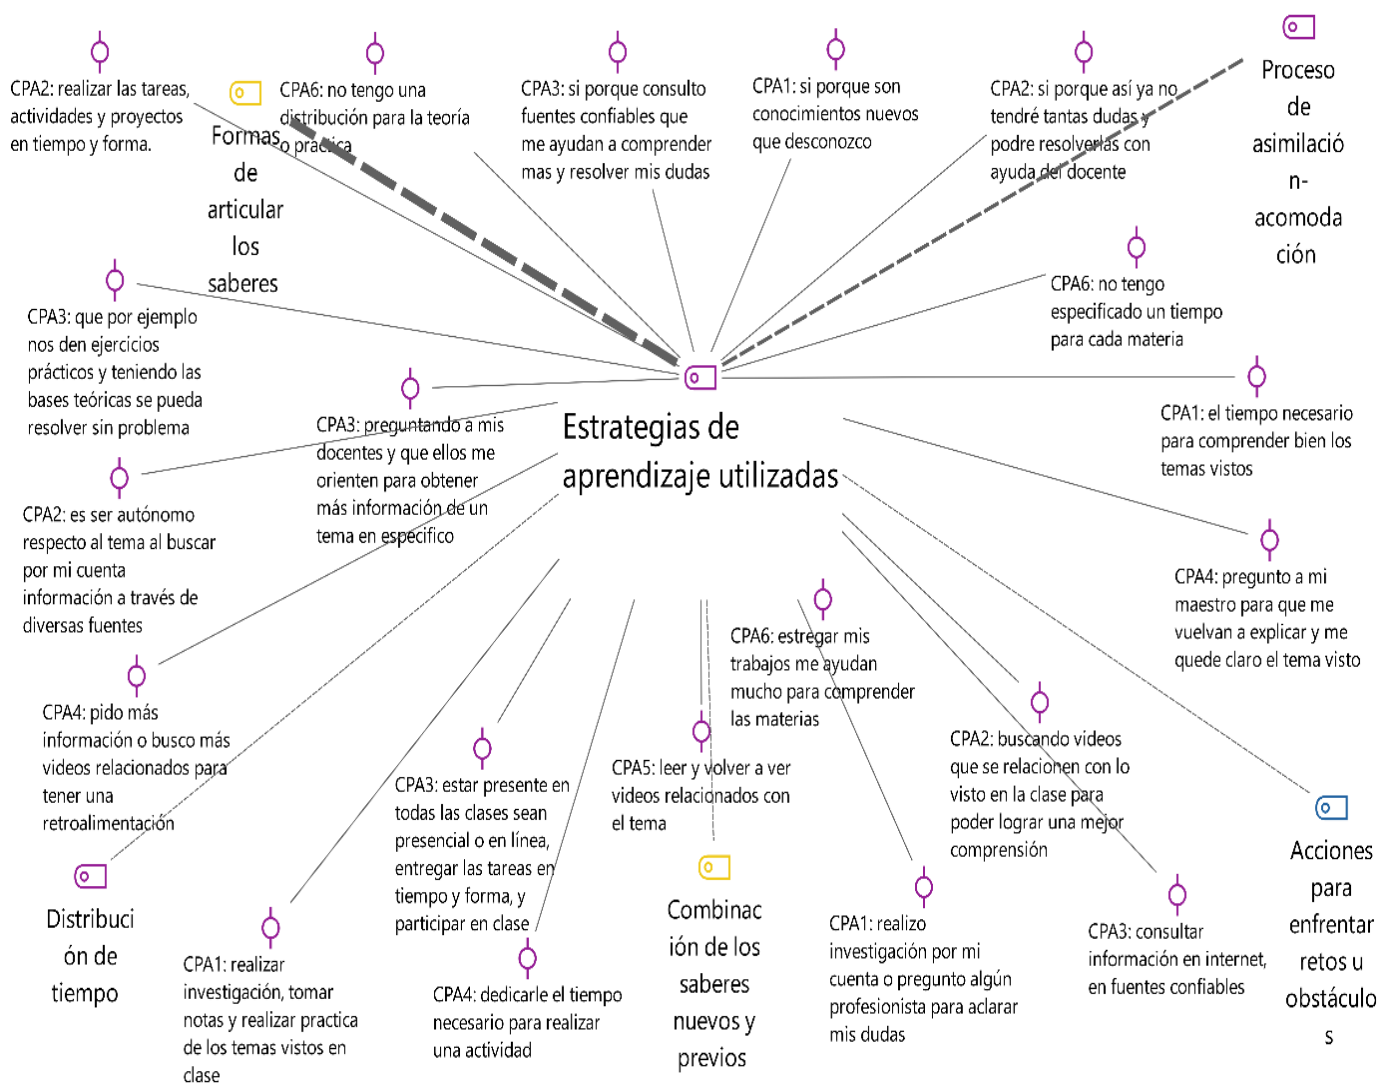 CPA2: realizar las tareas,
actividades y proyectos
en tiempo y forma.
Formas
de
articular
los
saberes
CPA6: no tengo una
distribución para la teoría
o práctica
CPA3: si porque consulto
fuentes confiables que
me ayudan a comprender
mas y resolver mis dudas
CPA1: si porque son
conocimientos nuevos
que desconozco
CPA2: si porque así ya no
tendré tantas dudas y
podre resolverlas con
ayuda del docente
Proceso
de
asimilació
n-
acomoda
ción
CPA6: no tengo
especificado un tiempo
para cada materia
CPA3: que por ejemplo
nos den ejercicios
prácticos y teniendo las
bases teóricas se pueda
resolver sin problema
CPA3: preguntando a mis
docentes y que ellos me
orienten para obtener
más información de un
tema en especifico
Estrategias de
aprendizaje utilizadas
CPA1: el tiempo necesario
para comprender bien los
temas vistos
CPA2: es ser autónomo
respecto al tema al buscar
por mi cuenta
información a través de
diversas fuentes
CPA4: pregunto a mi
maestro para que me
vuelvan a explicar y me
quede claro el tema visto
CPA6: estregar mis
trabajos me ayudan
mucho para comprender
las materias
CPA4: pido más
información o busco más
videos relacionados para
tener una
retroalimentación
CPA3: estar presente en
todas las clases sean
presencial o en línea,
entregar las tareas en
tiempo y forma, y
participar en clase
CPA5: leer y volver a ver
videos relacionados con
el tema
CPA2: buscando videos
que se relacionen con lo
visto en la clase para
poder lograr una mejor
comprensión
Acciones
para
enfrentar
retos u
obstáculo
s
Distribuci
ón de
tiempo
CPA1: realizar
investigación, tomar
notas y realizar practica
de los temas vistos en
clase
CPA4: dedicarle el tiempo
necesario para realizar
una actividad
Combinac
ión de los
saberes
nuevos y
previos
CPA1: realizo
investigación por mi
cuenta o pregunto algún
profesionista para aclarar
mis dudas
CPA3: consultar
información en internet,
en fuentes confiables